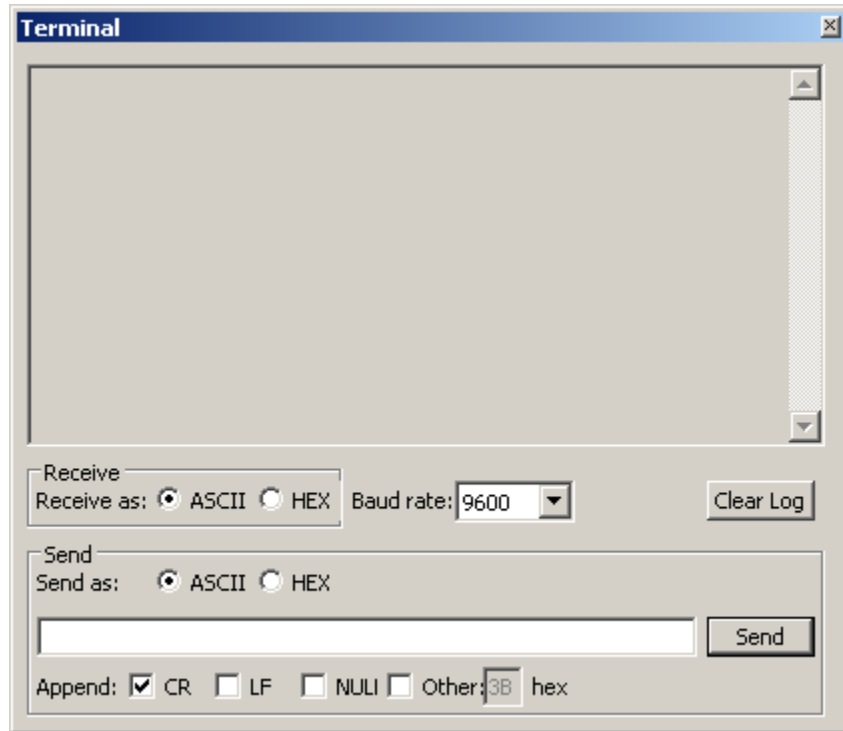 Terminal
Receive
Receive as: ASCII HEX Baud rate: 9600 Clear Log
Send
Send as: ASCII HEX
Send
Append: CR LF NULl Other: 3B hex